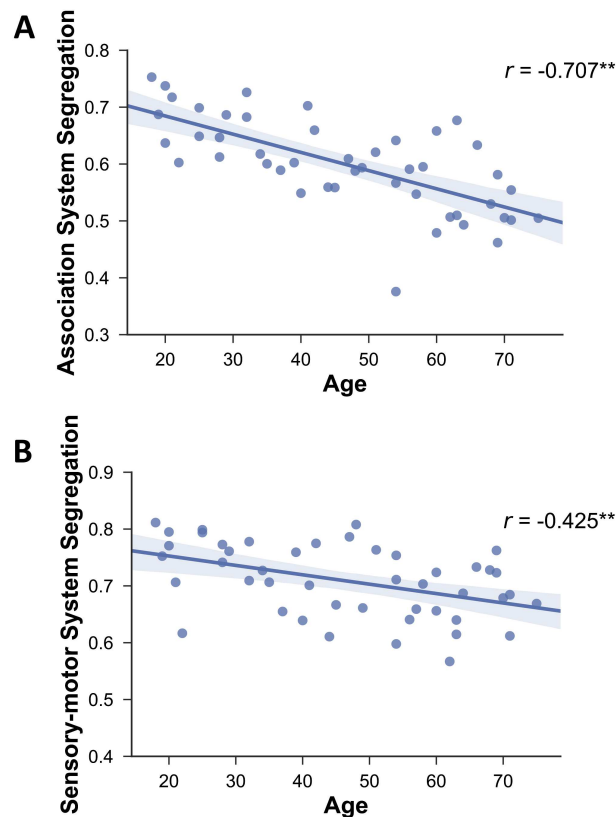 A
Association System Segregation
0.8
0.7
0.6
0.5
0.4
0.3
r = -0.707**
20 30 40 50 60 70
Age
B
Sensory-motor System Segregation
0.9
0.8
0.7
0.6
0.5
0.4
r = -0.425**
20 30 40 50 60 70
Age